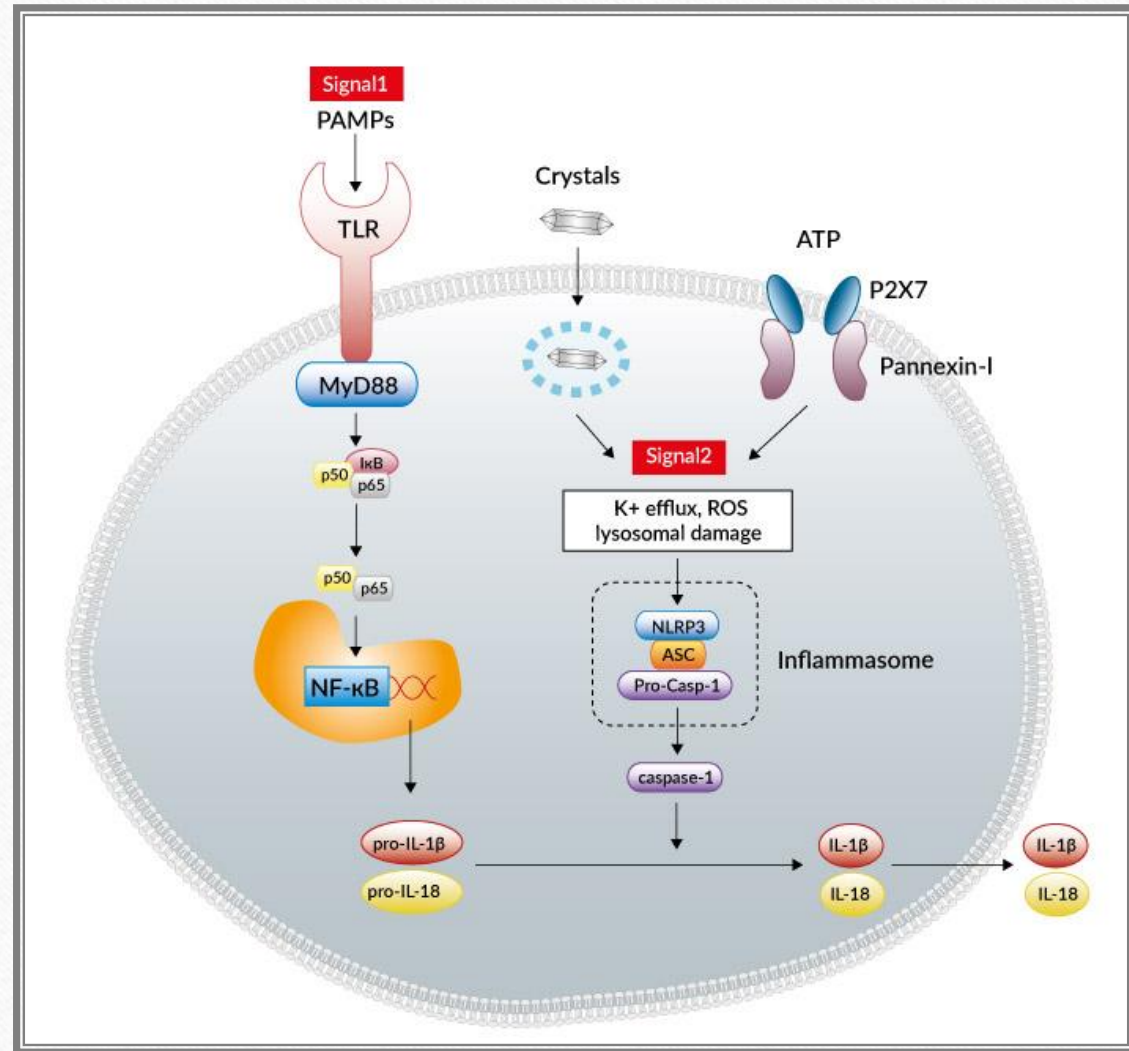 Signal1
PAMPs
TLR
MyD88
IκB
p50
p65
p50
p65
NF-κB
pro-IL-1β
pro-IL-18
Crystals
ATP
P2X7
Pannexin-I
Signal2
K+ efflux, ROS
lysosomal damage
NLRP3
ASC
Pro-Casp-1
Inflammasome
caspase-1
IL-1β
IL-18
IL-1β
IL-18